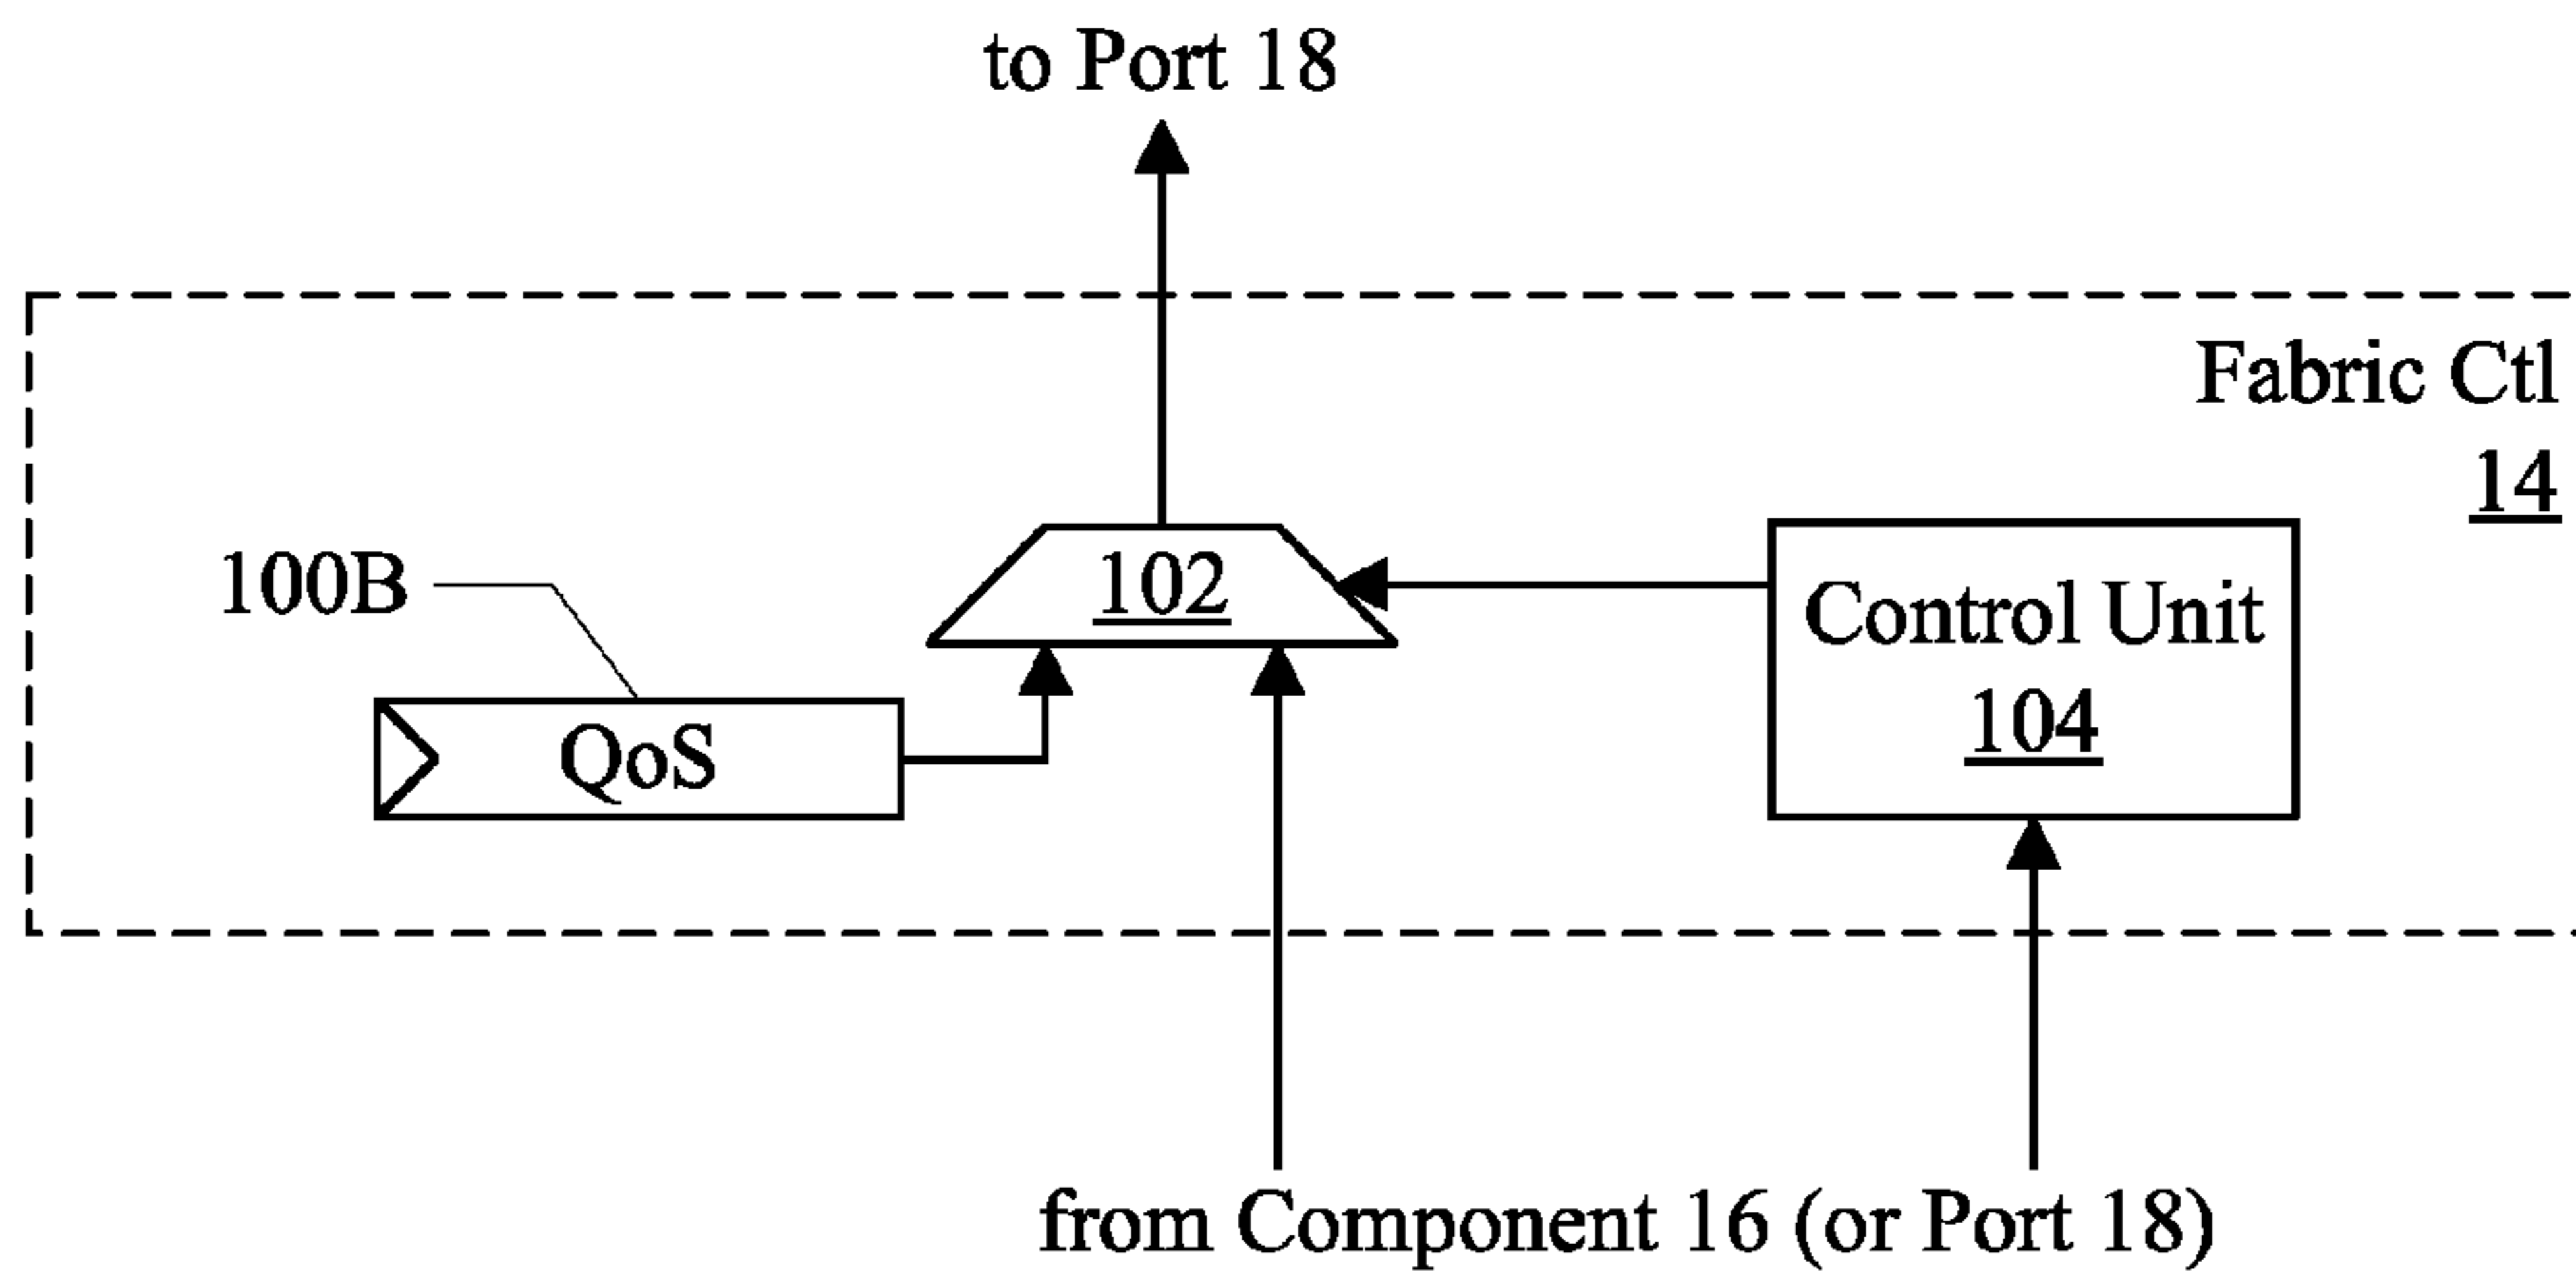 to Port 18
Fabric Ctl
14
100B
102
Control Unit
104
QoS
from Component 16 (or Port 18)